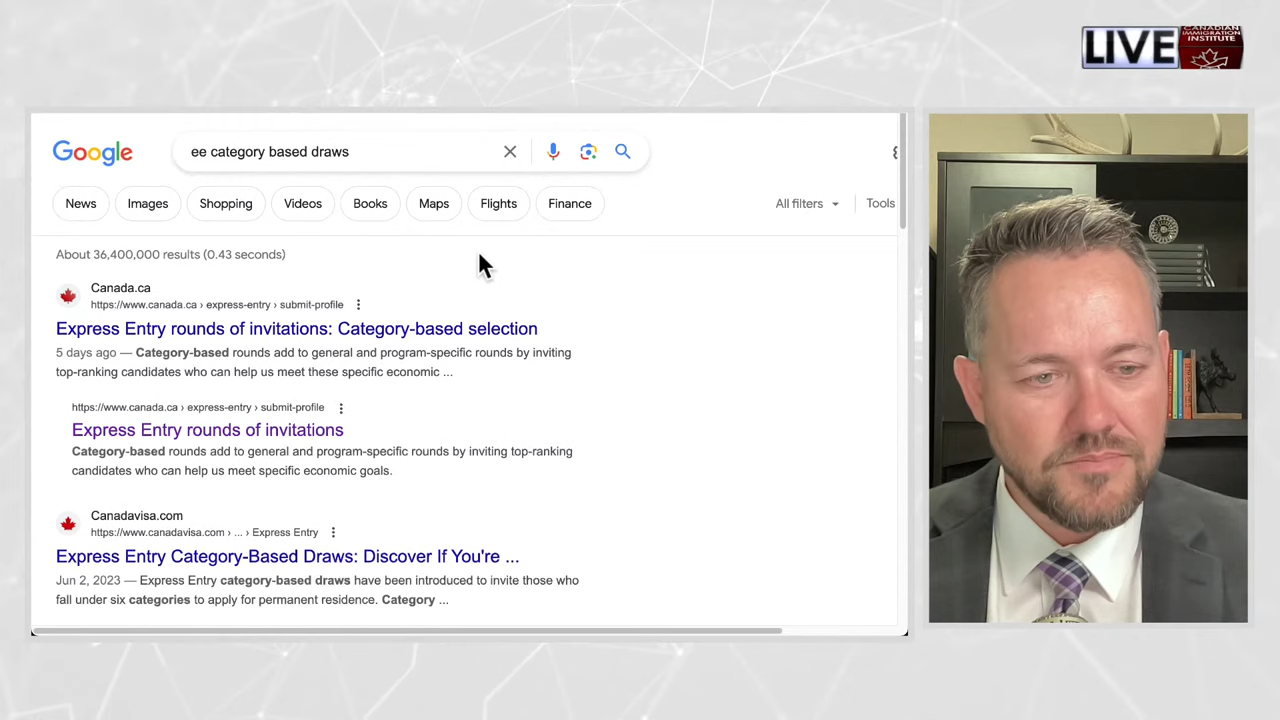 LIVE
CANADIAN
IMMIGRATION
INSTITUTE
Google
ee category based draws
News
Images
Shopping
Videos
Books
Maps
Flights
Finance
All filters
Tools
About 36,400,000 results (0.43 seconds)
Canada.ca
https://www.canada.ca › express-entry › submit-profile
Express Entry rounds of invitations: Category-based selection
5 days ago — Category-based rounds add to general and program-specific rounds by inviting
top-ranking candidates who can help us meet these specific economic ...
https://www.canada.ca › express-entry › submit-profile
Express Entry rounds of invitations
Category-based rounds add to general and program-specific rounds by inviting top-ranking
candidates who can help us meet specific economic goals.
Canadavisa.com
https://www.canadavisa.com › ... › Express Entry
Express Entry Category-Based Draws: Discover If You're ...
Jun 2, 2023 — Express Entry category-based draws have been introduced to invite those who
fall under six categories to apply for permanent residence. Category ...